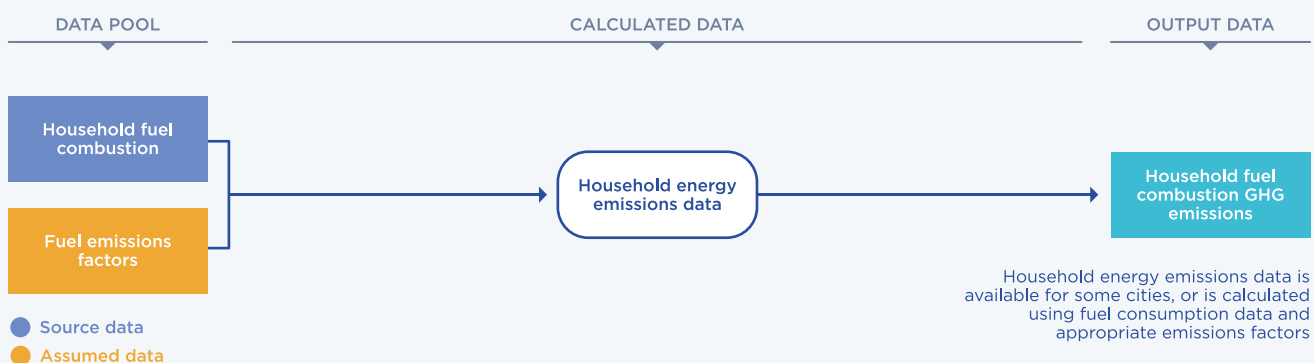 DATA POOL
CALCULATED DATA
OUTPUT DATA
Household fuel
combustion
Fuel emissions
factors
Household energy
emissions data
Household fuel
combustion GHG
emissions
Household energy emissions data is
available for some cities, or is calculated
using fuel consumption data and
appropriate emissions factors
Source data
Assumed data